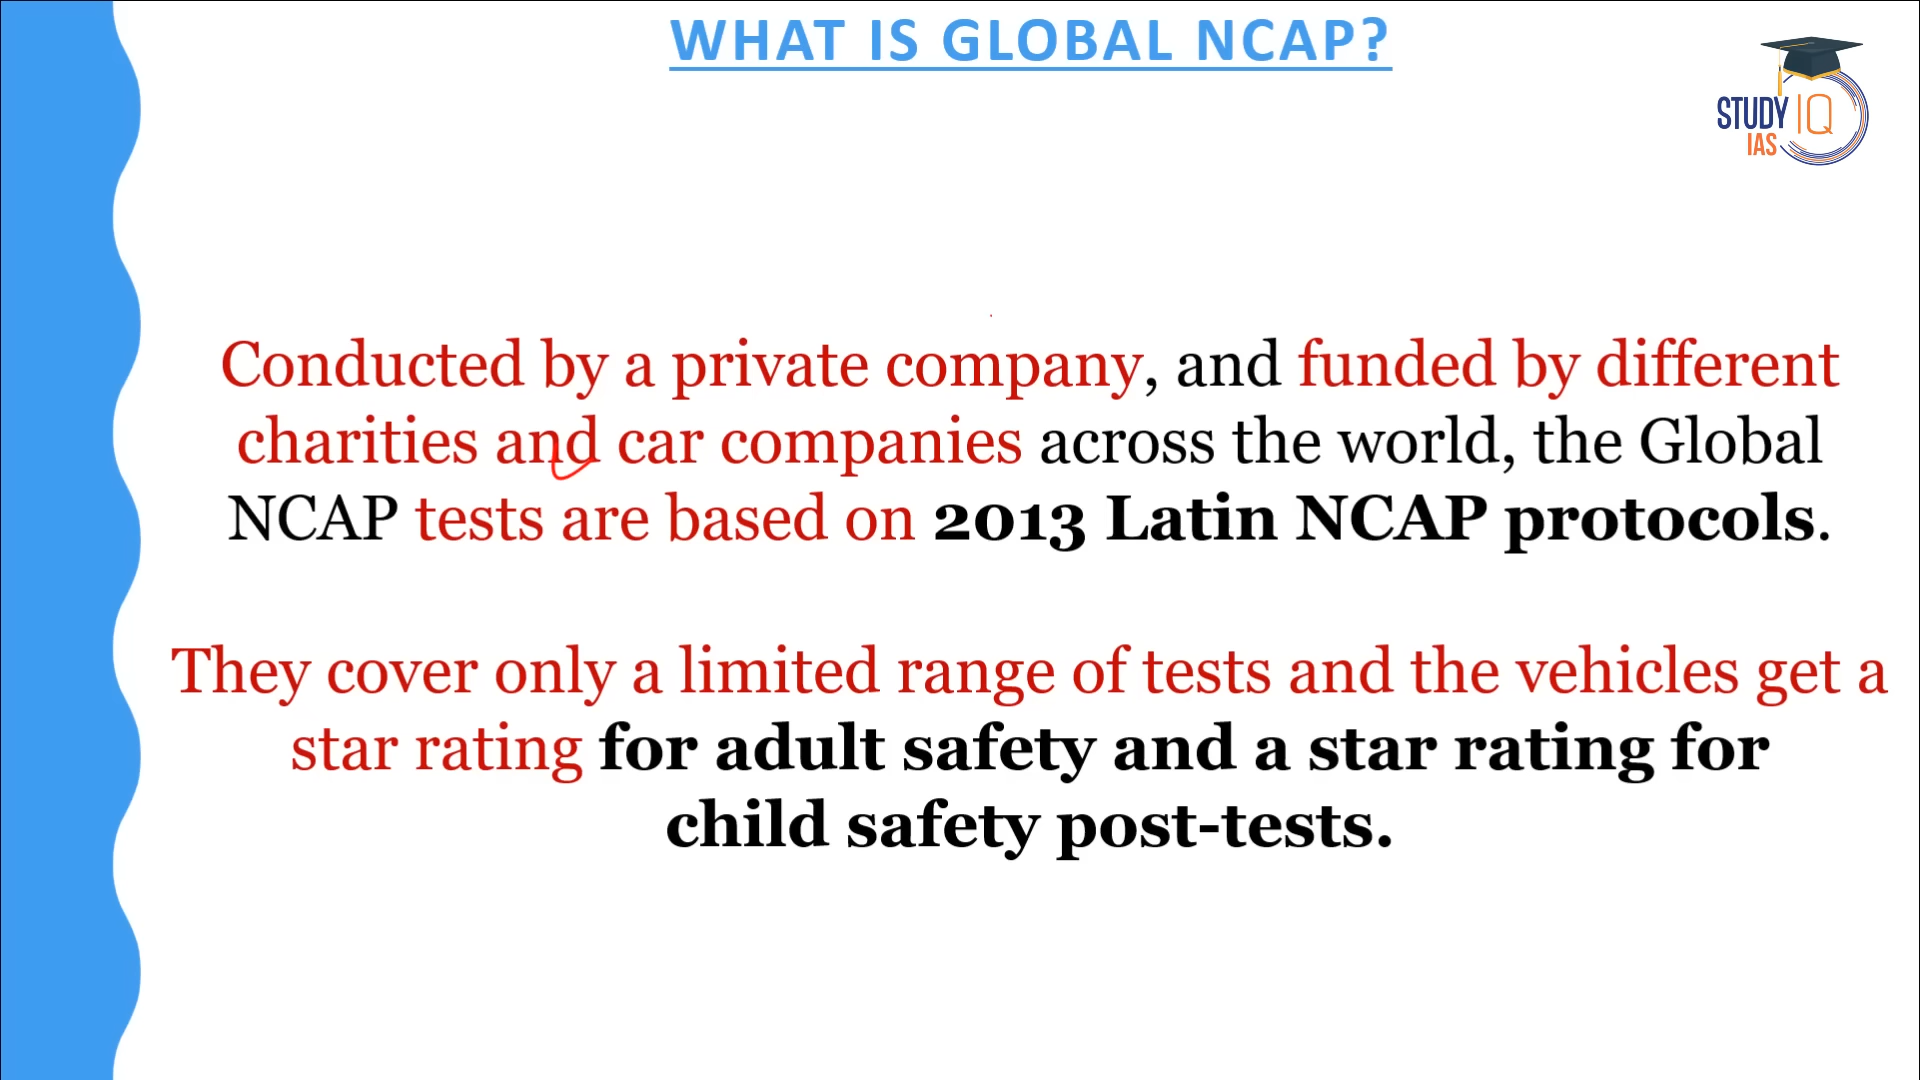 WHAT IS GLOBAL NCAP?
STUDY IQ
IAS
Conducted by a private company, and funded by different
charities and car companies across the world, the Global
NCAP tests are based on 2013 Latin NCAP protocols.
They cover only a limited range of tests and the vehicles get a
star rating for adult safety and a star rating for
child safety post-tests.